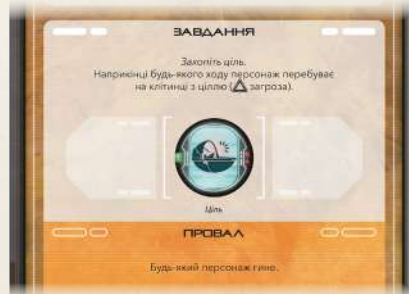 ЗАВДАННЯ
Захопіть ціль.
Наприкінці будь-якого ходу персонаж перебуває
на клітинці з ціллю (загроза).
Ціль
ПРОВАЛ
Будь-який персонаж гине.